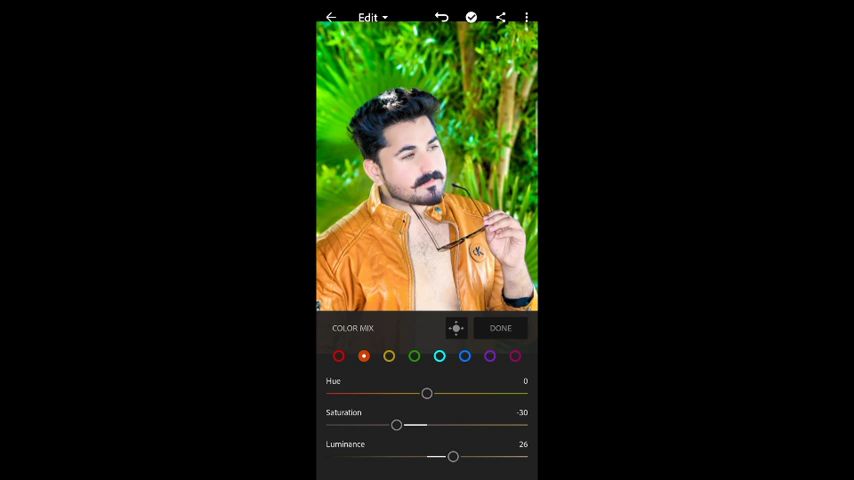 Edit
COLOR MIX
DONE
Hue 0
Saturation -30
Luminance 26